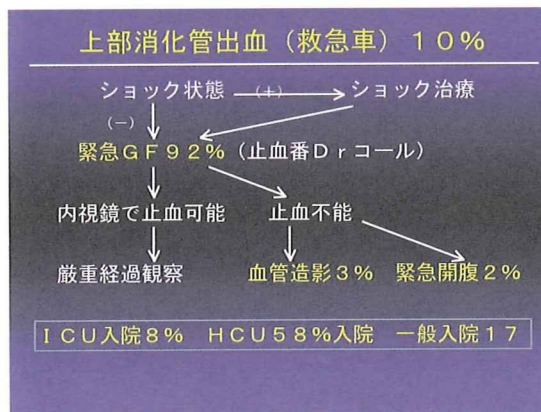 上部消化管出血（救急車）１０％
ショック状態 （＋） ショック治療
（－）
緊急ＧＦ９２％（止血番Ｄｒコール）
内視鏡で止血可能 止血不能
厳重経過観察 血管造影３％ 緊急開腹２％
ＩＣＵ入院８％ ＨＣＵ５８％入院 一般入院１７